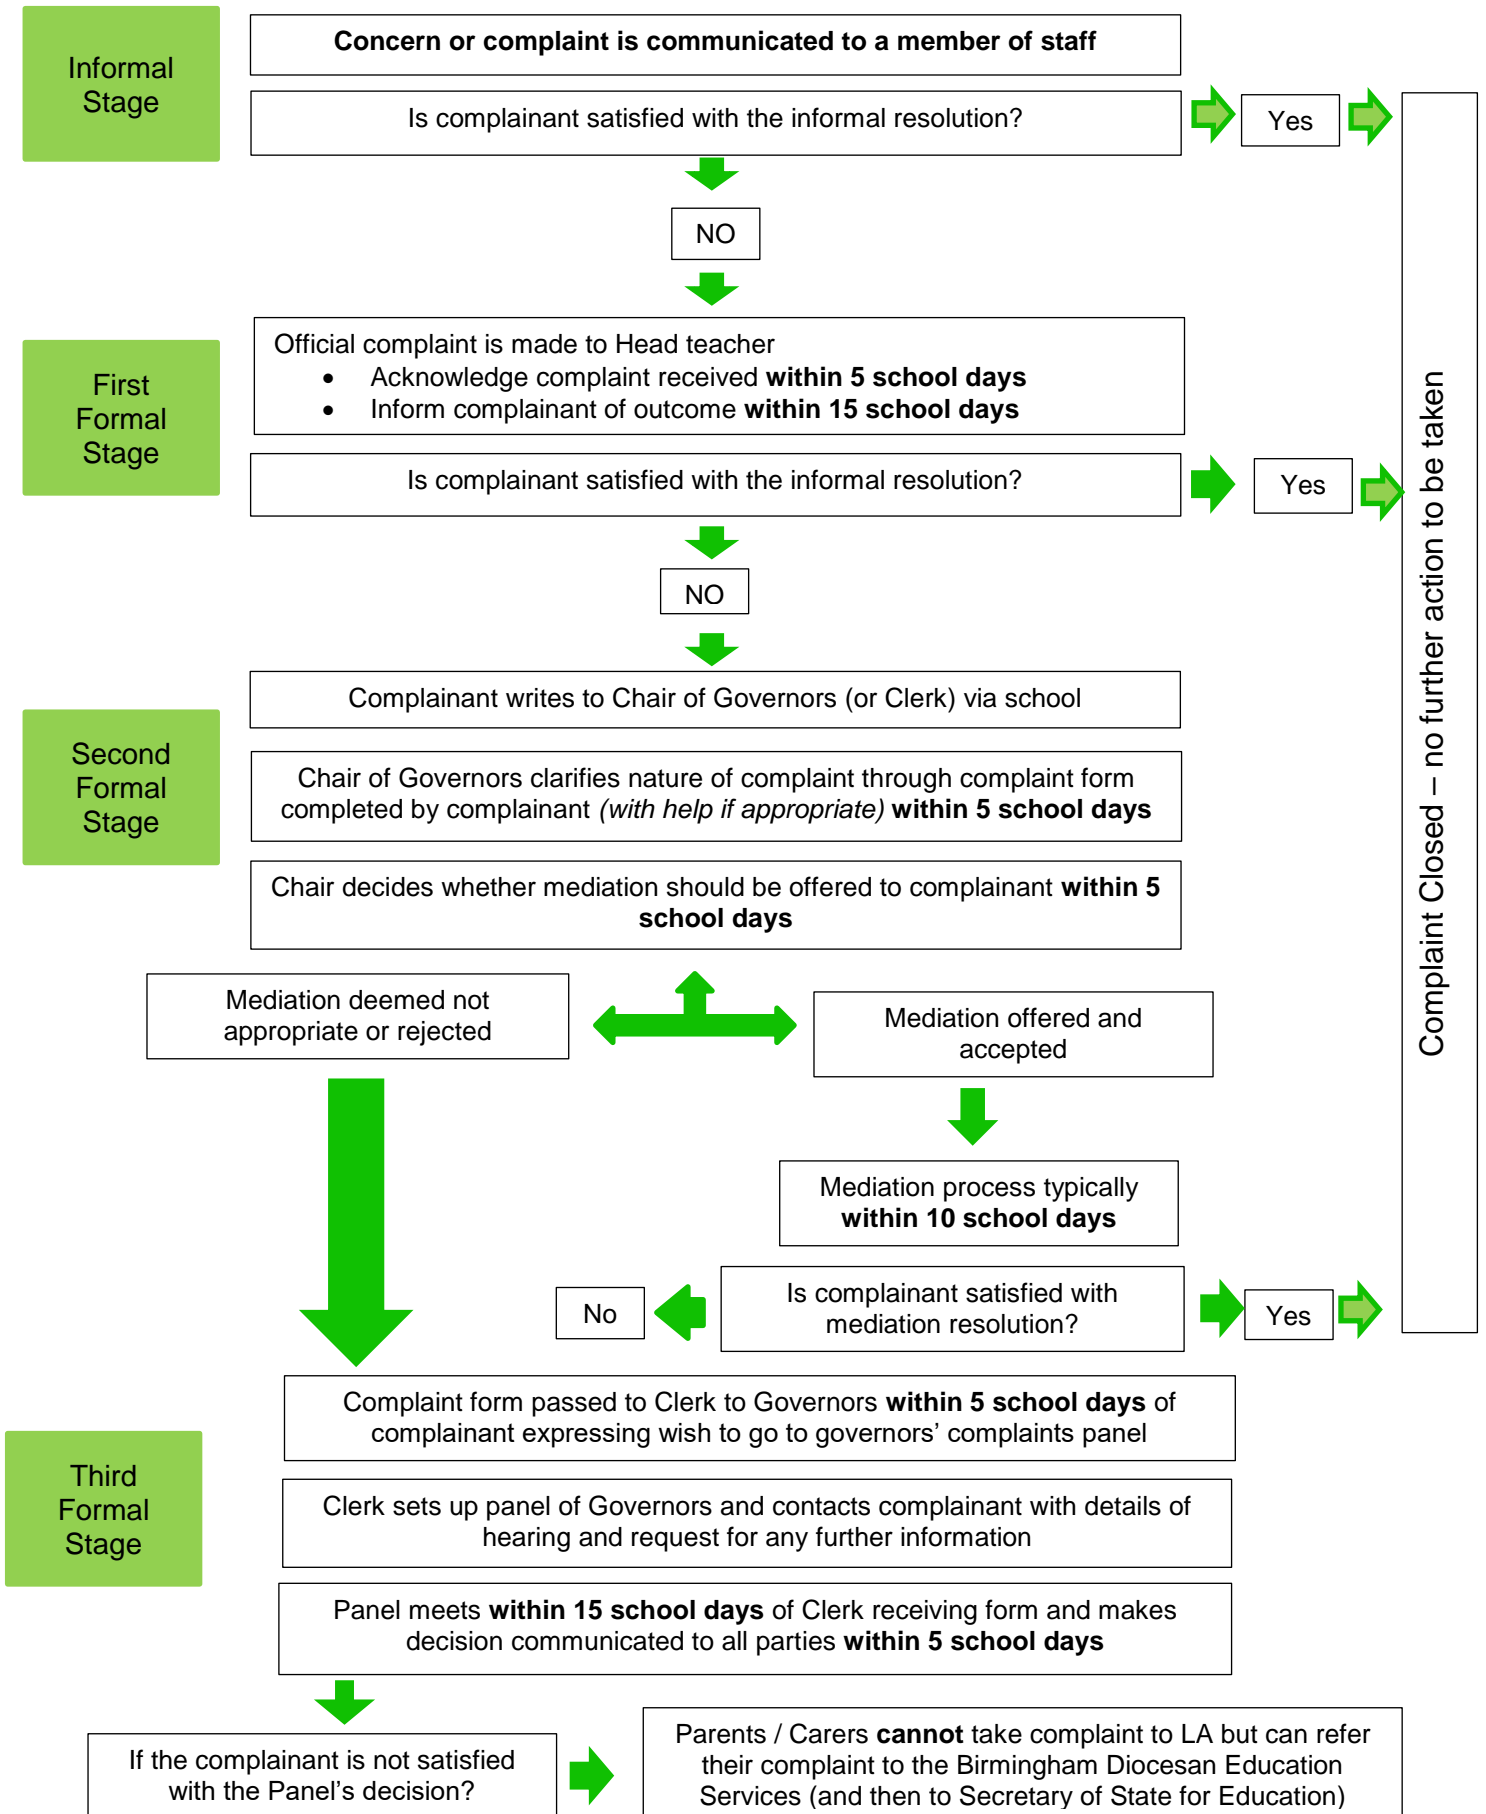 Informal
Stage
Concern or complaint is communicated to a member of staff
Is complainant satisfied with the informal resolution?
Yes
NO
First
Formal
Stage
Official complaint is made to Head teacher
• Acknowledge complaint received within 5 school days
• Inform complainant of outcome within 15 school days
Is complainant satisfied with the informal resolution?
Yes
NO
Complaint Closed – no further action to be taken
Second
Formal
Stage
Complainant writes to Chair of Governors (or Clerk) via school
Chair of Governors clarifies nature of complaint through complaint form
completed by complainant (with help if appropriate) within 5 school days
Chair decides whether mediation should be offered to complainant within 5
school days
Mediation deemed not
appropriate or rejected
Mediation offered and
accepted
Mediation process typically
within 10 school days
Is complainant satisfied with
mediation resolution?
No
Yes
Third
Formal
Stage
Complaint form passed to Clerk to Governors within 5 school days of
complainant expressing wish to go to governors’ complaints panel
Clerk sets up panel of Governors and contacts complainant with details of
hearing and request for any further information
Panel meets within 15 school days of Clerk receiving form and makes
decision communicated to all parties within 5 school days
If the complainant is not satisfied
with the Panel’s decision?
Parents / Carers cannot take complaint to LA but can refer
their complaint to the Birmingham Diocesan Education
Services (and then to Secretary of State for Education)